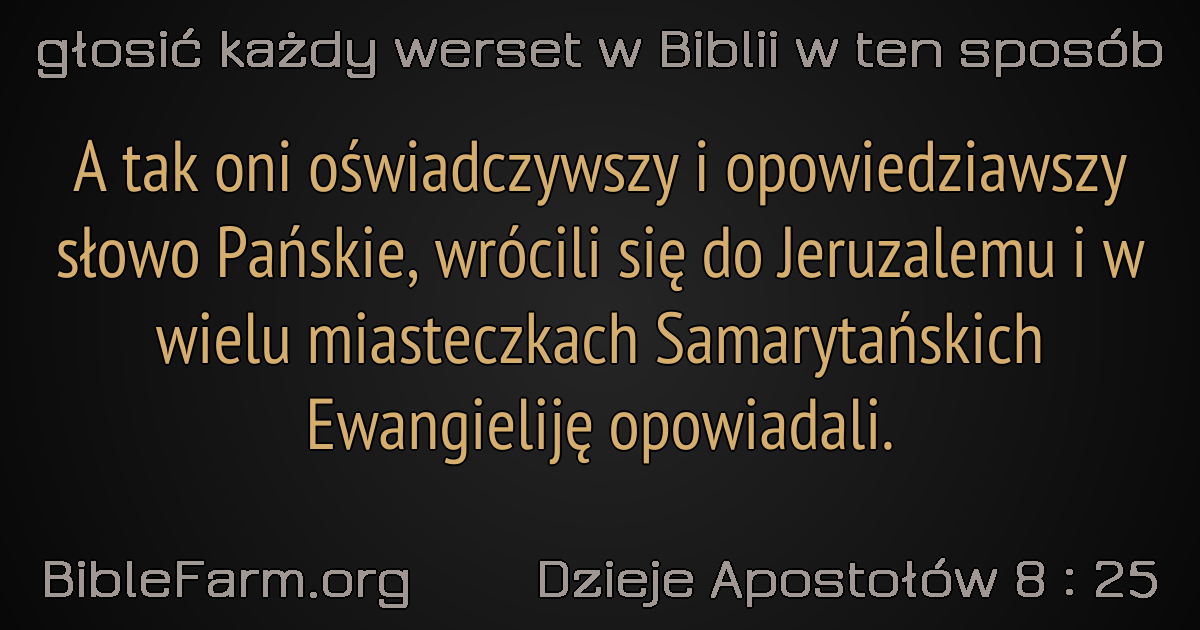 głosić każdy werset w Biblii w ten sposób
A tak oni oświadczywszy i opowiedziawszy
słowo Pańskie, wrócili się do Jeruzalemu i w
wielu miasteczkach Samarytańskich
Ewangieliję opowiadali.
BibleFarm.org
Dzieje Apostołów 8 : 25